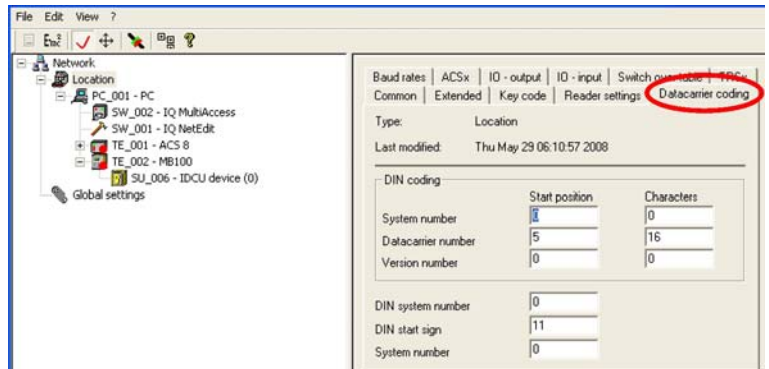 File Edit View ?
Network
Location
PC_001 - PC
SW_002 - IQ MultiAccess
SW_001 - IQ NetEdit
TE_001 - ACS 8
TE_002 - MB100
SU_006 - IDCU device (0)
Global settings
Baud rates ACSx IO - output IO - input Switch over table
Common Extended Key code Reader settings Datacarrier coding
Type: Location
Last modified: Thu May 29 06:10:57 2008
DIN coding
Start position Characters
System number 0 0
Datacarrier number 5 16
Version number 0 0
DIN system number 0
DIN start sign 11
System number 0